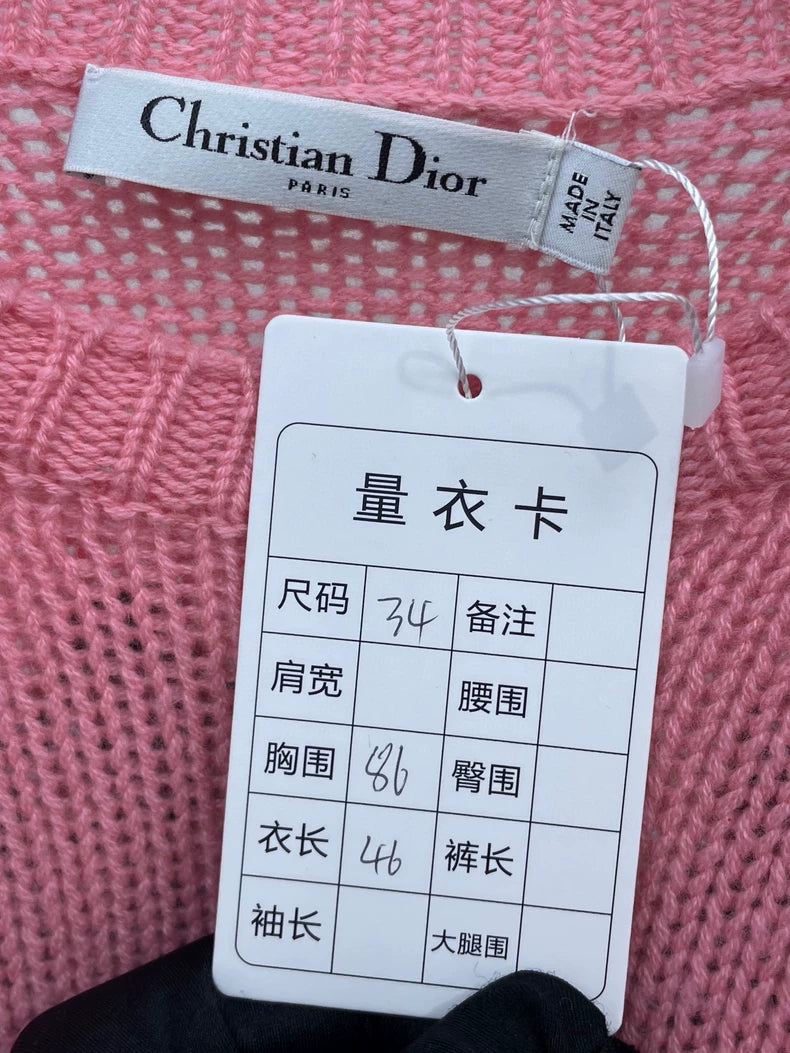 Christian Dior
PARIS
MADE
IN
ITALY
量衣卡
尺码 34 备注
肩宽 腰围
胸围 86 臀围
衣长 46 裤长
袖长 大腿围